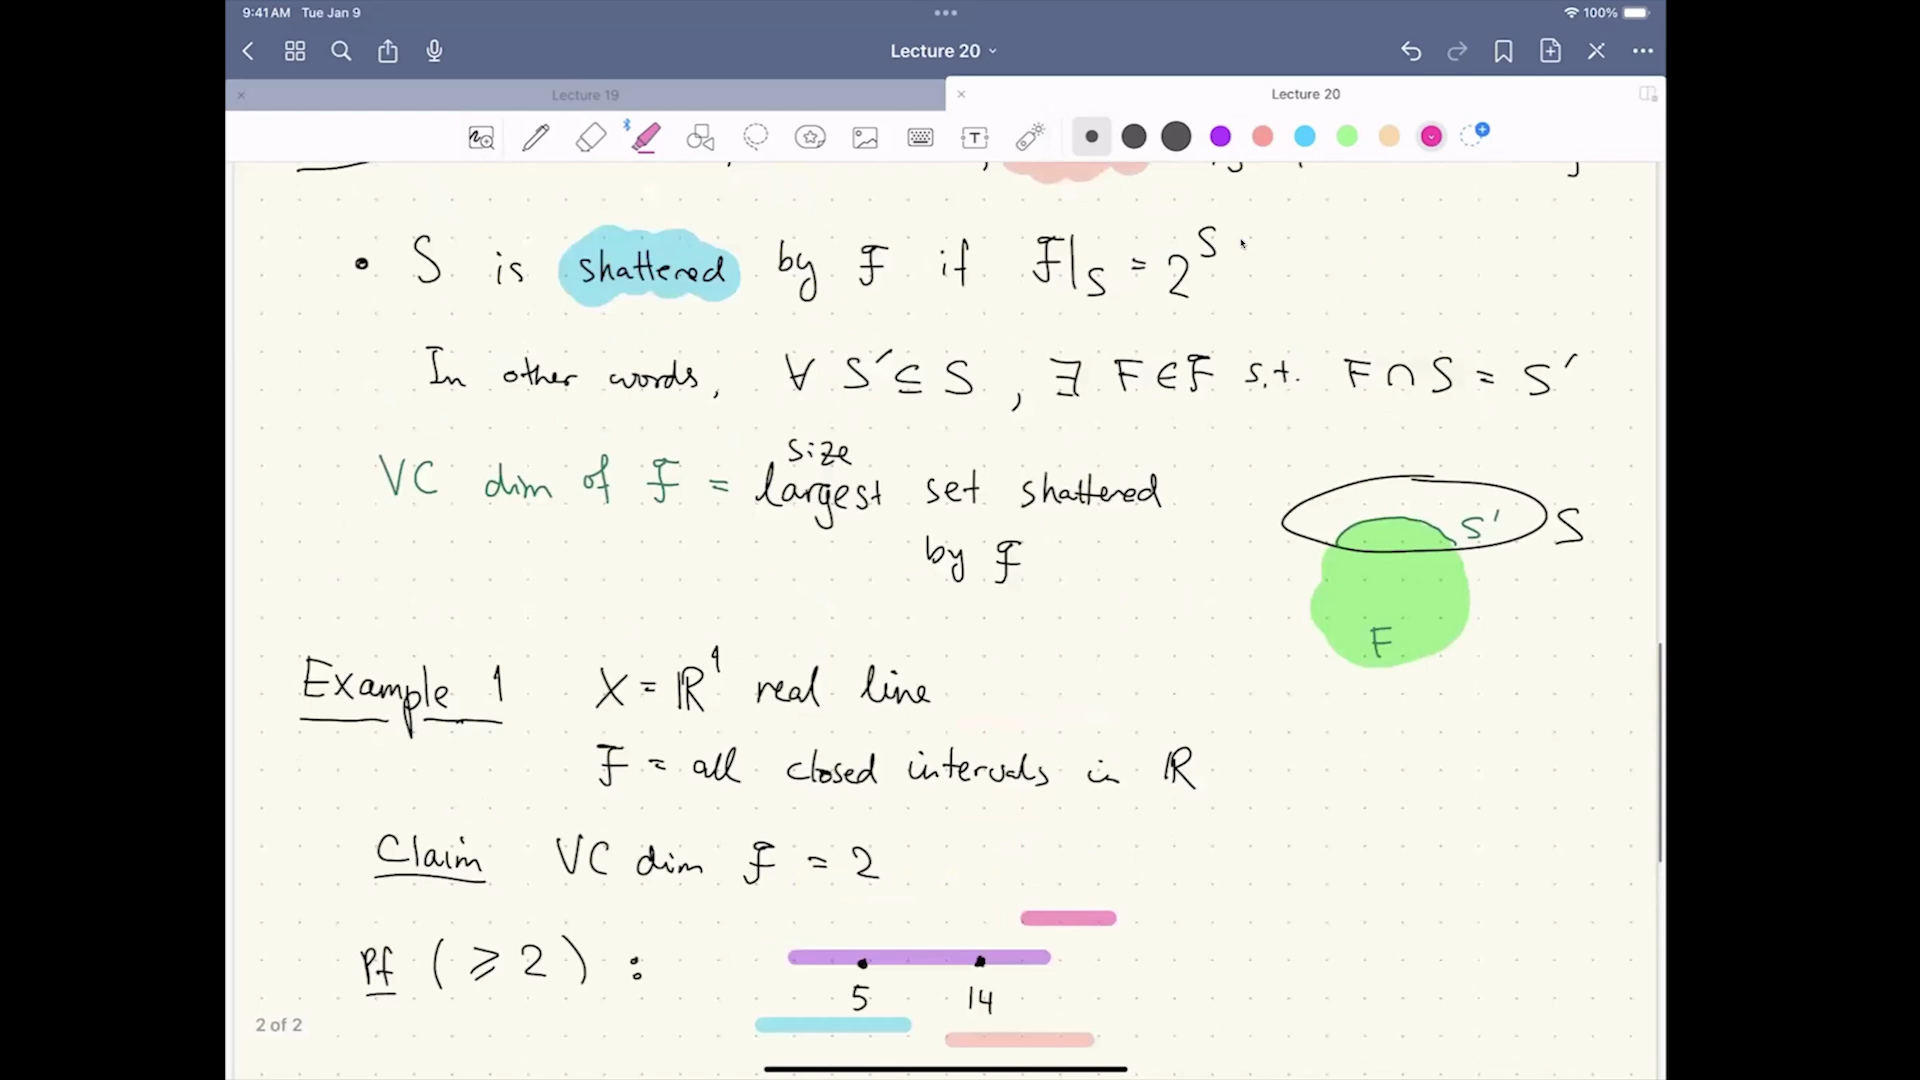 9:41 AM Tue Jan 9
100%
Lecture 20
Lecture 19
Lecture 20
• S is shattered by F if F|S = 2^S.
In other words, ∀ S' ⊆ S, ∃ F ∈ F s.t. F ∩ S = S'
size
VC dim of F = largest set shattered
by F
S'
S
F
Example 1 X = ℝ^1 real line
F = all closed intervals in ℝ
Claim VC dim F = 2
Pf (≥ 2) :
5 14
2 of 2